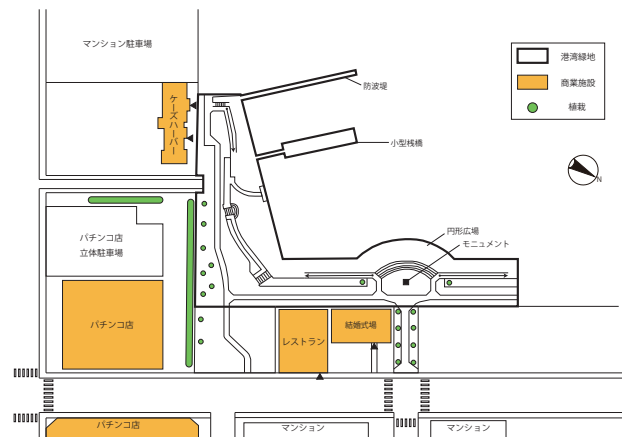 マンション駐車場
ケーズハーバー
防波堤
小型桟橋
港湾緑地
商業施設
植栽
N
円形広場
モニュメント
パチンコ店
立体駐車場
パチンコ店
レストラン
結婚式場
パチンコ店
マンション
マンション